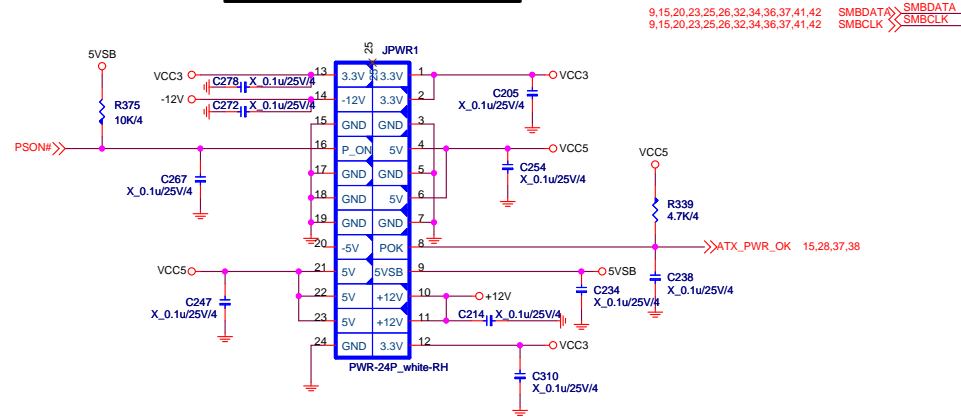 9,15,20,23,25,26,32,34,36,37,41,42 SMBDATA SMBDATA
9,15,20,23,25,26,32,34,36,37,41,42 SMBCLK SMBCLK
25
JPWR1
5VSB
VCC3 C278 X_0.1u/25V/4 13 3.3V 3.3V 1 VCC3
-12V C272 X_0.1u/25V/4 14 -12V 3.3V 2
C205
X_0.1u/25V/4
R375
10K/4
15 GND GND 3
PSON# 16 P_ON 5V 4 VCC5
C267
X_0.1u/25V/4
17 GND GND 5
C254
X_0.1u/25V/4
VCC5
18 GND 5V 6
R339
4.7K/4
19 GND GND 7
20 -5V POK 8 ATX_PWR_OK 15,28,37,38
VCC5 21 5V 5VSB 9 5VSB
C238
X_0.1u/25V/4
C234
X_0.1u/25V/4
22 5V +12V 10 +12V
C247
X_0.1u/25V/4
23 5V +12V 11 C214 X_0.1u/25V/4
24 GND 3.3V 12 VCC3
PWR-24P_white-RH
C310
X_0.1u/25V/4